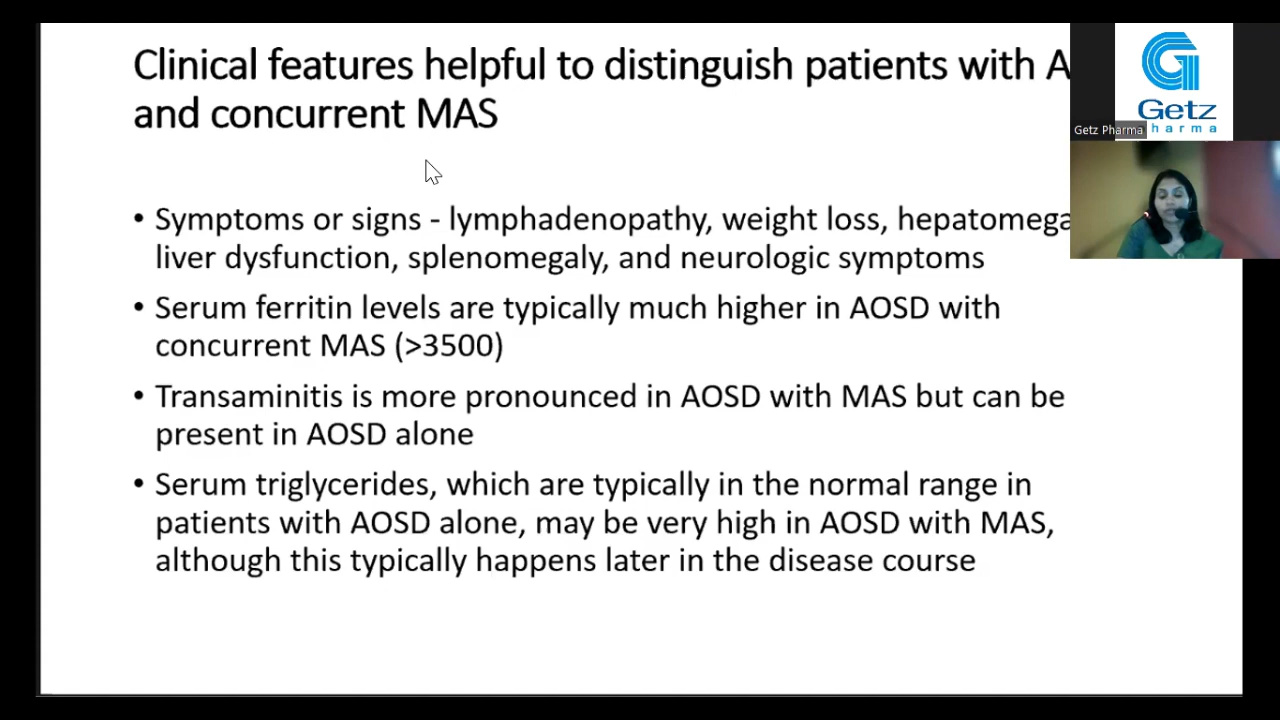 Clinical features helpful to distinguish patients with A
and concurrent MAS
• Symptoms or signs - lymphadenopathy, weight loss, hepatomega
liver dysfunction, splenomegaly, and neurologic symptoms
• Serum ferritin levels are typically much higher in AOSD with
concurrent MAS (>3500)
• Transaminitis is more pronounced in AOSD with MAS but can be
present in AOSD alone
• Serum triglycerides, which are typically in the normal range in
patients with AOSD alone, may be very high in AOSD with MAS,
although this typically happens later in the disease course
Getz
harma
Getz Pharma